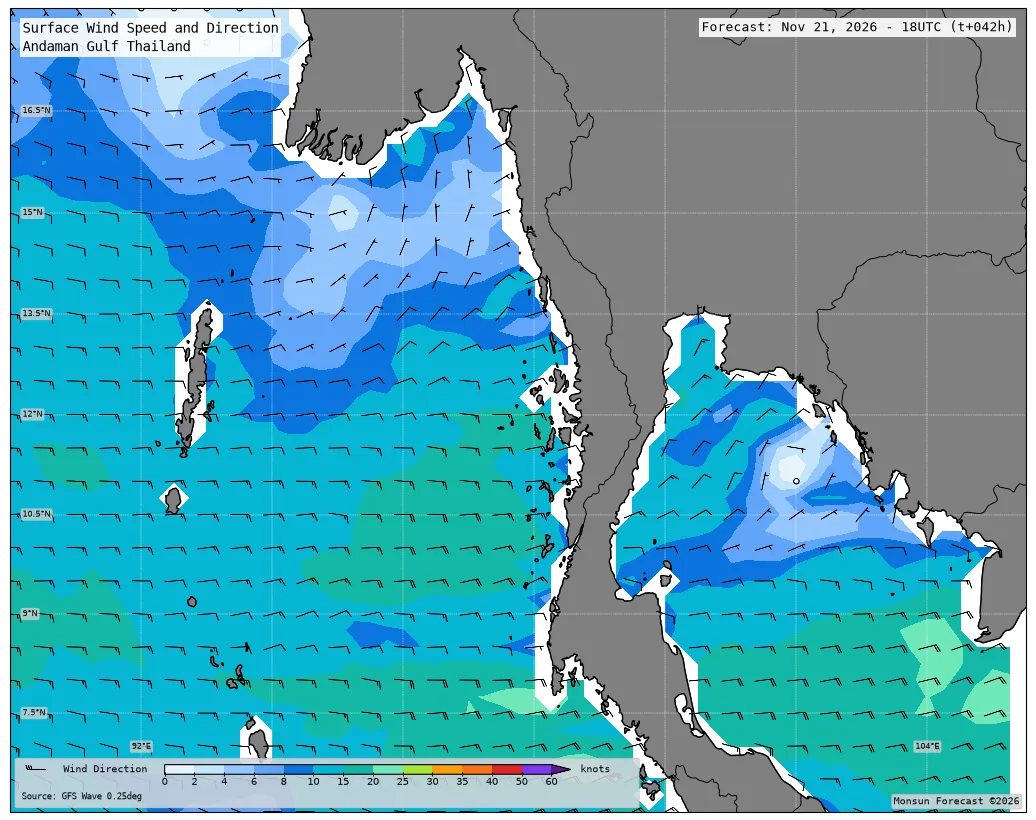 Surface Wind Speed and Direction
Andaman Gulf Thailand
Forecast: Nov 21, 2026 - 18UTC (t+042h)
16.5°N
15°N
13.5°N
12°N
10.5°N
9°N
7.5°N
92°E
104°E
Wind Direction
knots
0 2 4 6 8 10 15 20 25 30 35 40 50 60
Source: GFS Wave 0.25deg
Monsun Forecast ©2026